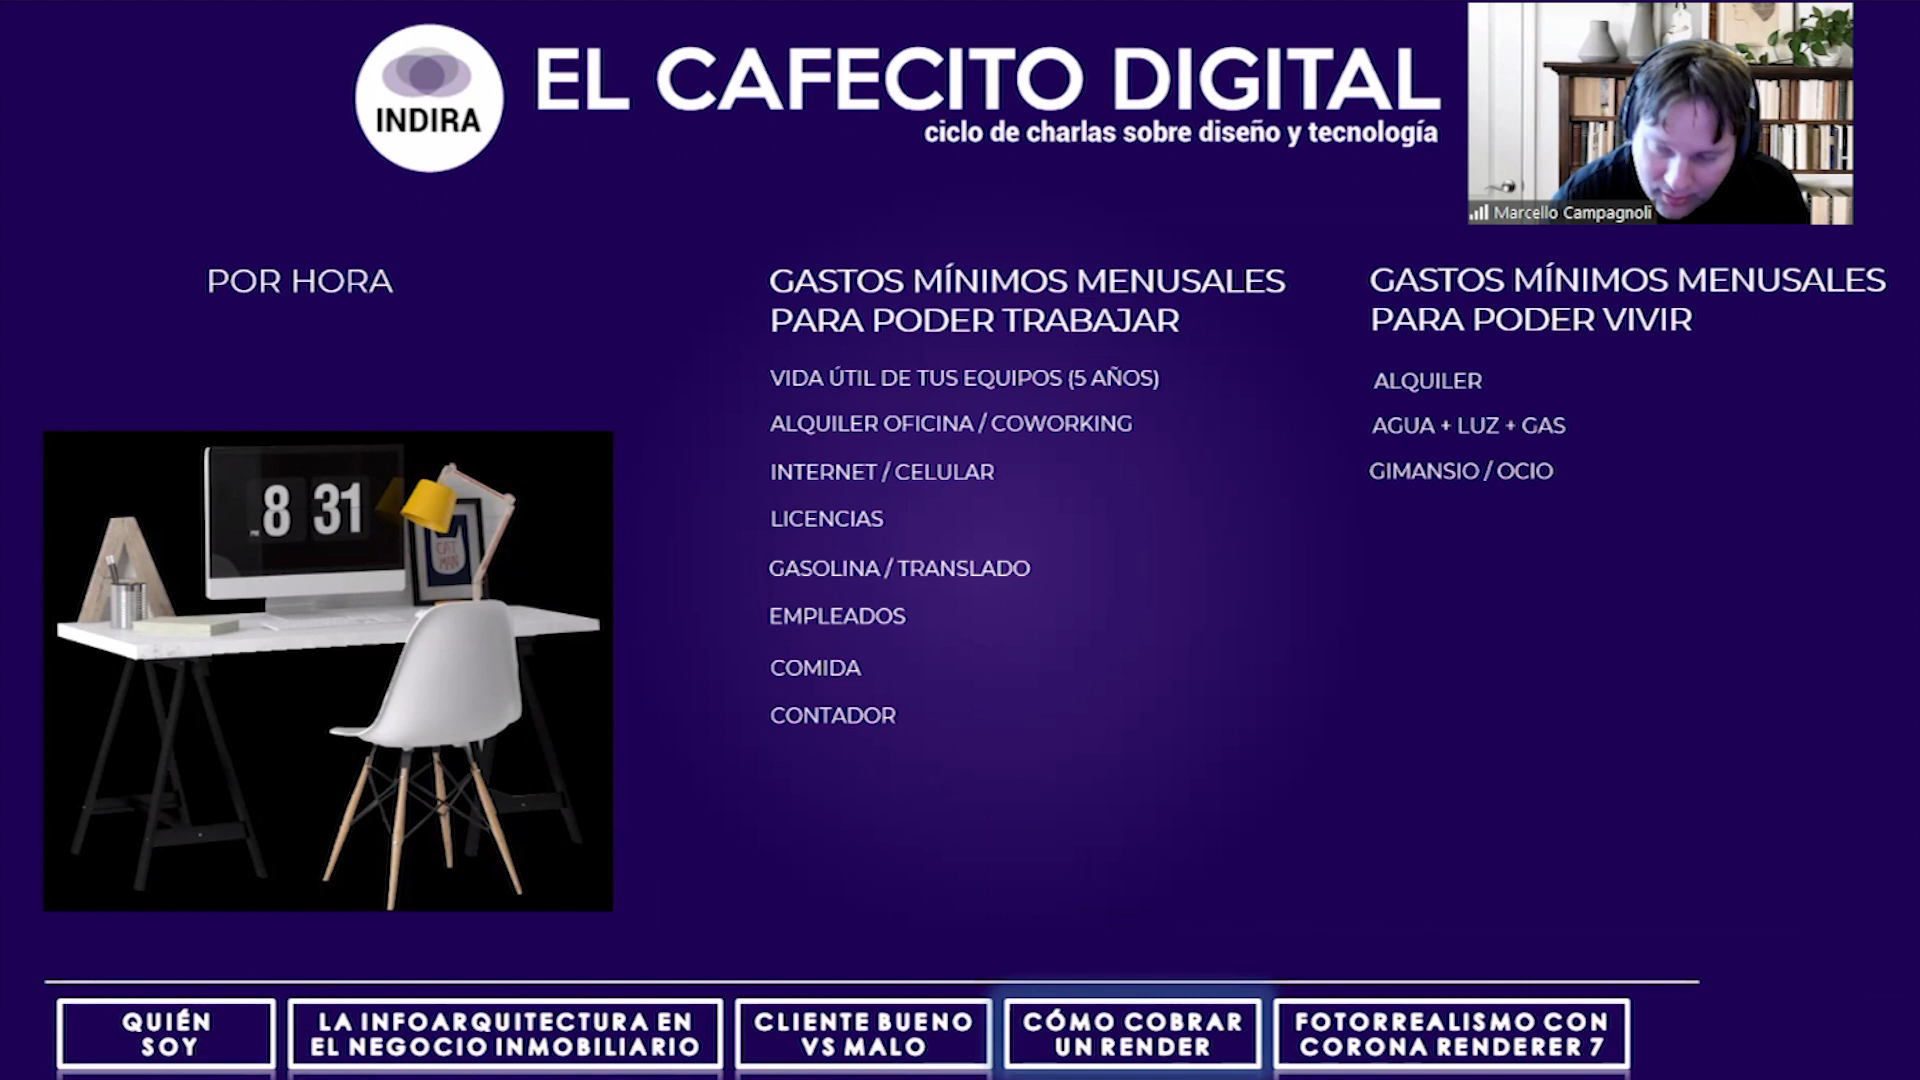 INDIRA
EL CAFECITO DIGITAL
ciclo de charlas sobre diseño y tecnología
Marcello Campagnoli
POR HORA
8 31
PM
CAT
MAN
GASTOS MÍNIMOS MENUSALES
PARA PODER TRABAJAR
VIDA ÚTIL DE TUS EQUIPOS (5 AÑOS)
ALQUILER OFICINA / COWORKING
INTERNET / CELULAR
LICENCIAS
GASOLINA / TRANSLADO
EMPLEADOS
COMIDA
CONTADOR
GASTOS MÍNIMOS MENUSALES
PARA PODER VIVIR
ALQUILER
AGUA + LUZ + GAS
GIMANSIO / OCIO
QUIÉN
SOY
LA INFOARQUITECTURA EN
EL NEGOCIO INMOBILIARIO
CLIENTE BUENO
VS MALO
CÓMO COBRAR
UN RENDER
FOTORREALISMO CON
CORONA RENDERER 7